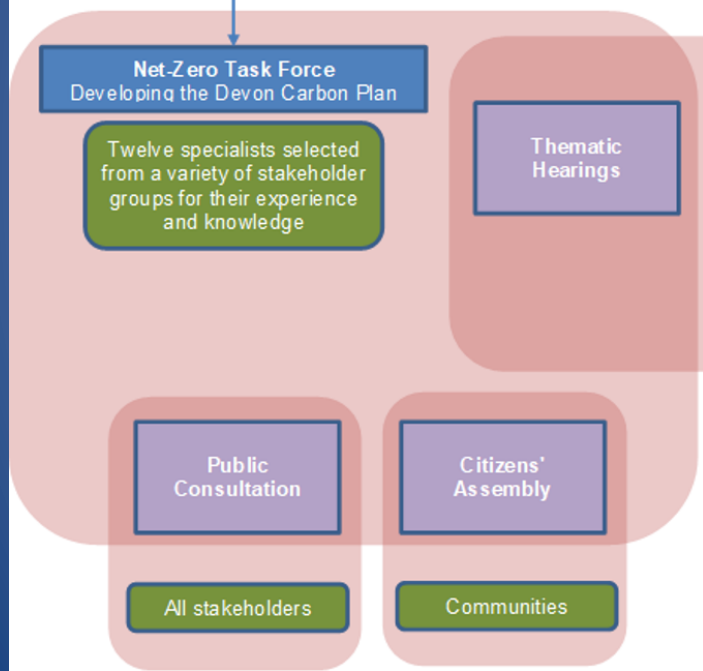 Net-Zero Task Force
Developing the Devon Carbon Plan
Twelve specialists selected
from a variety of stakeholder
groups for their experience
and knowledge
Thematic
Hearings
Public
Consultation
Citizens'
Assembly
All stakeholders
Communities